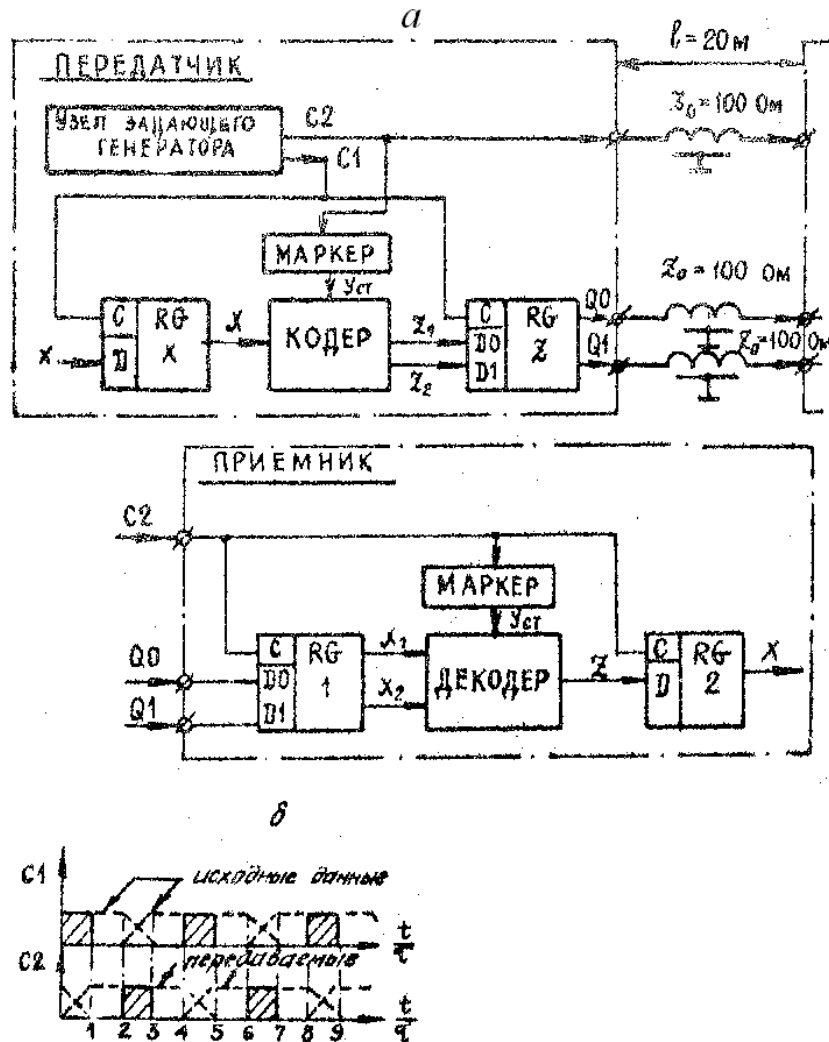 а
ℓ = 20 м
ПЕРЕДАТЧИК
Z₀ = 100 Ом
УЗЕЛ ЗАДАЮЩЕГО
ГЕНЕРАТОРА
C2
C1
МАРКЕР
Уст
Z₀ = 100 Ом
C
RG
X
D
X
X
КОДЕР
Z₁
Z₂
C
D0
D1
RG
Z
Q0
Q1
Z₀=100 Ом
ПРИЕМНИК
C2
МАРКЕР
Уст
Q0
Q1
C
D0
D1
RG
1
X₁
X₂
ДЕКОДЕР
Z
C
D
RG
2
X
б
C1
исходные данные
t/τ
C2
передаваемые
t/τ
1 2 3 4 5 6 7 8 9